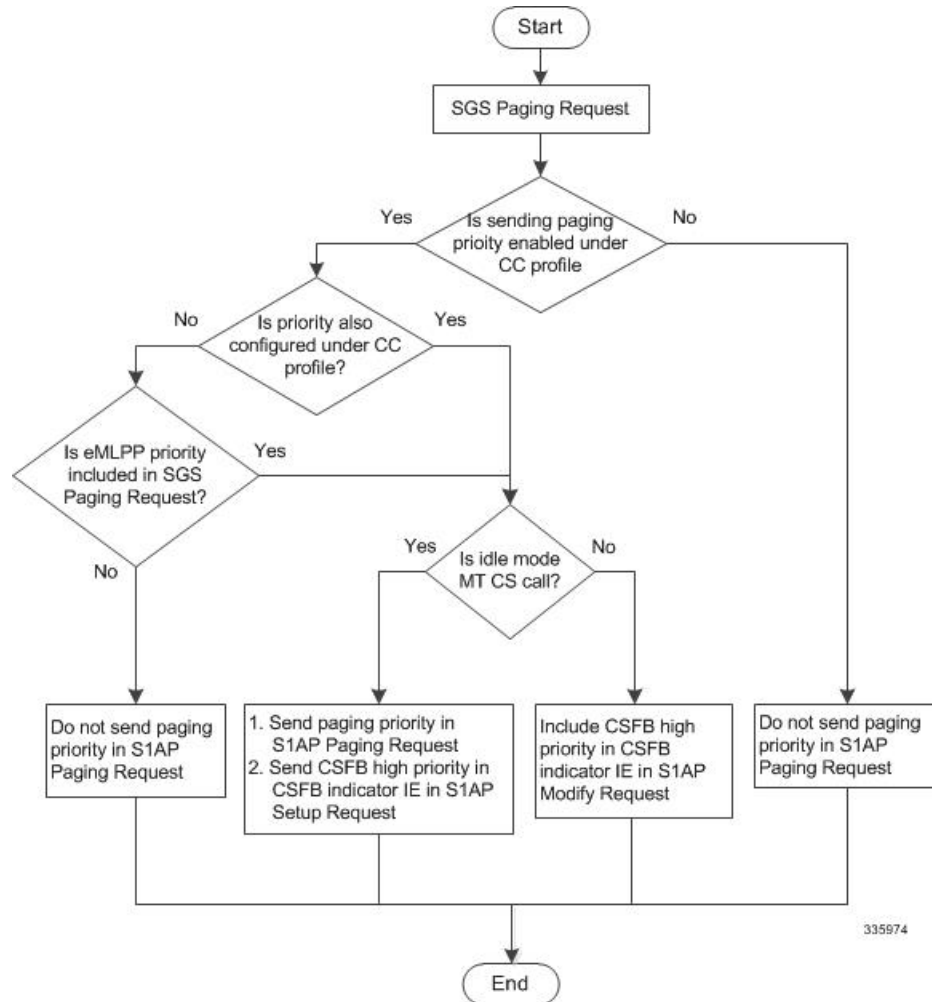 Start
SGS Paging Request
Yes
No
Is sending paging
prioity enabled under
CC profile
No
Yes
Is priority also
configured under CC
profile?
Is eMLPP priority
included in SGS
Paging Request?
Yes
No
Yes
No
Is idle mode
MT CS call?
Do not send paging
priority in S1AP
Paging Request
1. Send paging priority in
S1AP Paging Request
2. Send CSFB high priority in
CSFB indicator IE in S1AP
Setup Request
Include CSFB high
priority in CSFB
indicator IE in S1AP
Modify Request
Do not send paging
priority in S1AP
Paging Request
335974
End